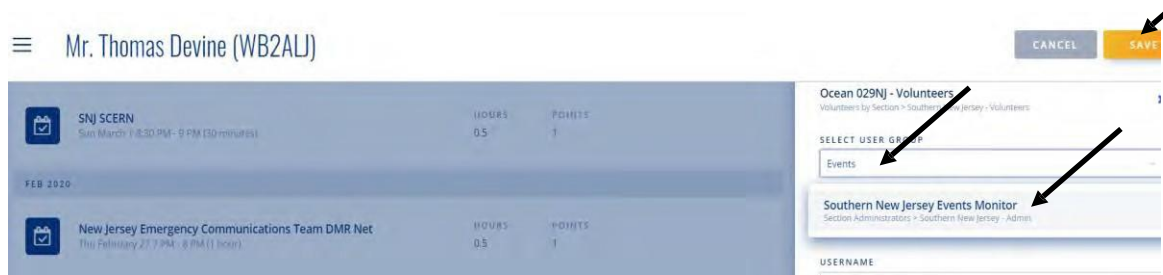 Mr. Thomas Devine (WB2ALJ)
CANCEL
SAVE
SNJ SCERN
Sun March 1 8:30 PM - 9 PM (30 minutes)
HOURS
0.5
POINTS
1
FEB 2020
New Jersey Emergency Communications Team DMR Net
Thu February 27 7 PM - 8 PM (1 hour)
HOURS
0.5
POINTS
1
Ocean 029NJ - Volunteers
Volunteers by Section > Southern New Jersey - Volunteers
SELECT USER GROUP
Events
Southern New Jersey Events Monitor
Section Administrators > Southern New Jersey - Admin
USERNAME